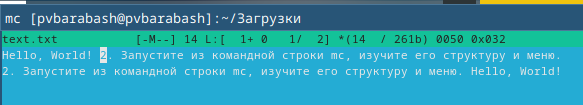 mc [pvbarabash@pvbarabash]:~/Загрузки
text.txt [-M--] 14 L:[ 1+ 0 1/ 2] *(14 / 261b) 0050 0x032
Hello, World! 2. Запустите из командной строки mc, изучите его структуру и меню.
2. Запустите из командной строки mc, изучите его структуру и меню. Hello, World!